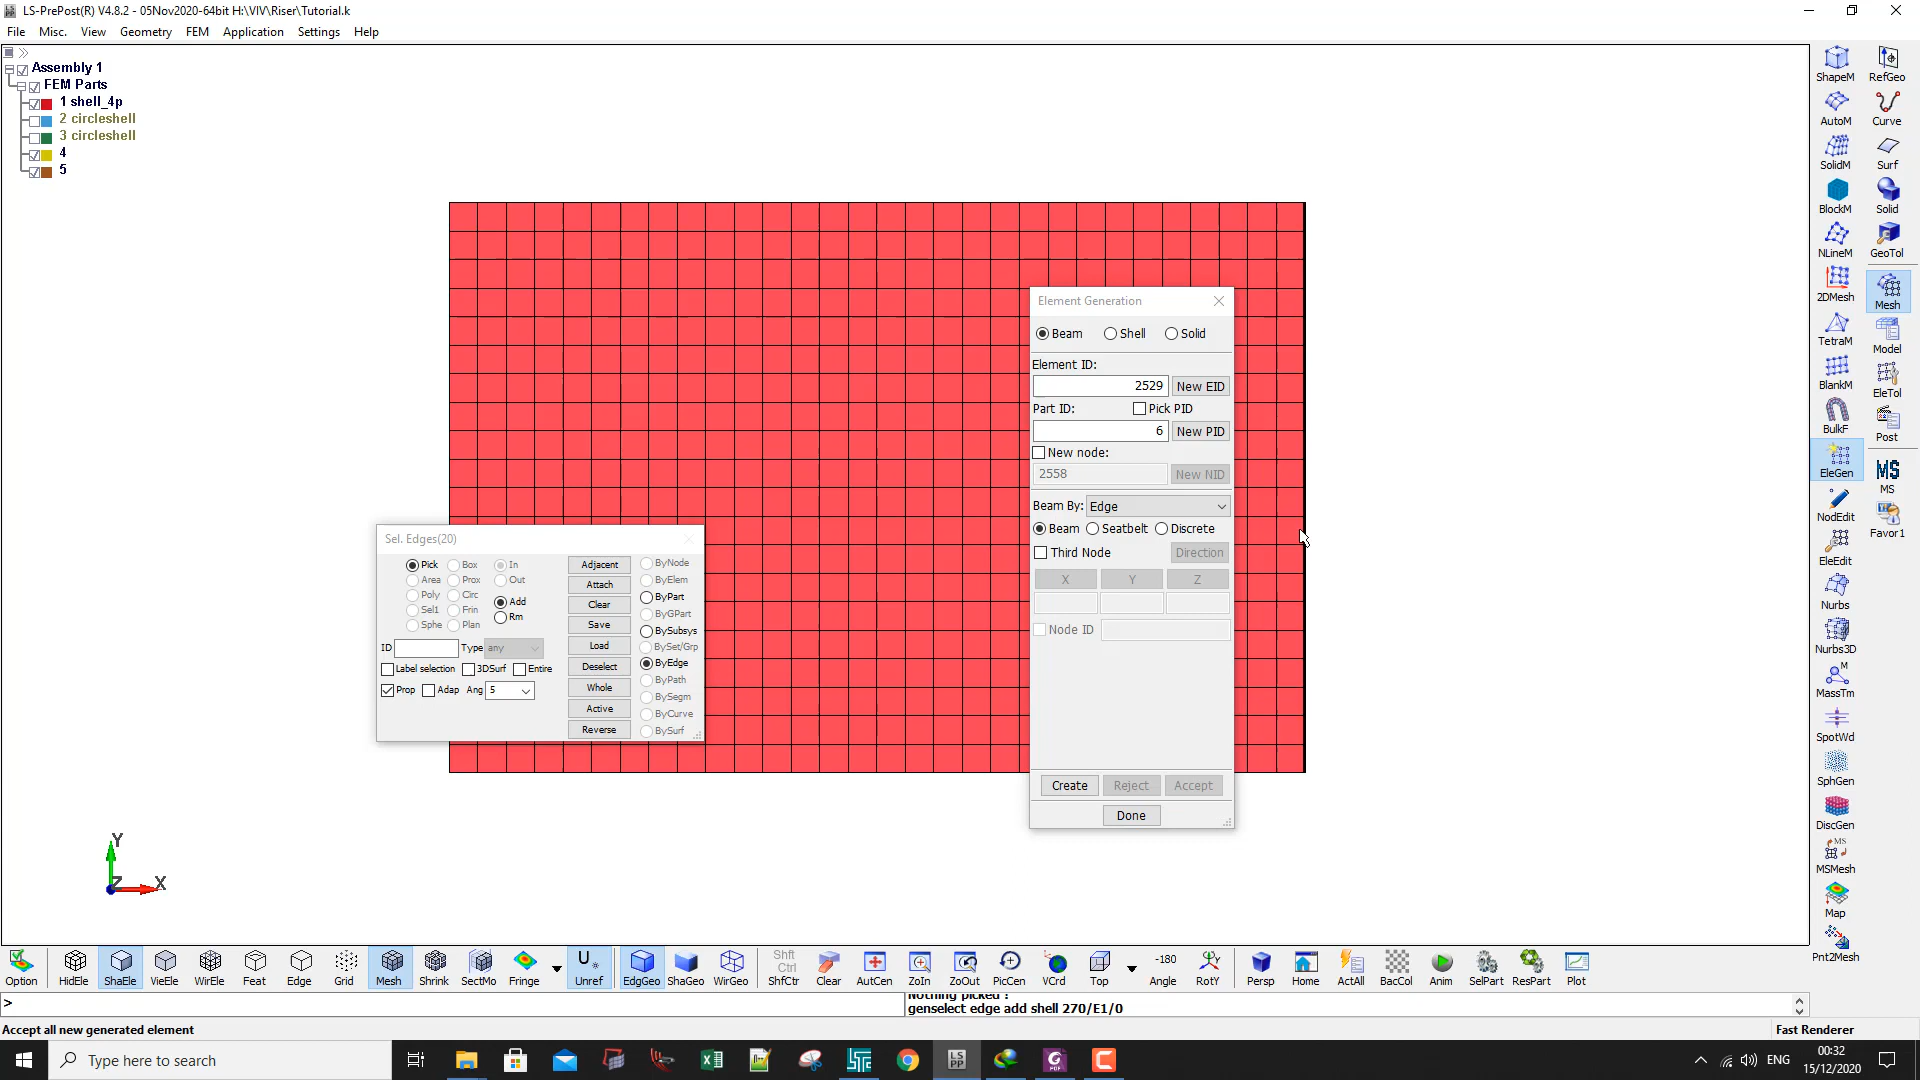 LS-PrePost(R) V4.8.2 - 05Nov2020-64bit H:\VIV\Riser\Tutorial.k
File Misc. View Geometry FEM Application Settings Help
Assembly 1
FEM Parts
1 shell_4p
2 circleshell
3 circleshell
4
5
Element Generation
Beam Shell Solid
Element ID:
2529 New EID
Part ID: Pick PID
6 New PID
New node:
2558 New NID
Beam By: Edge
Beam Seatbelt Discrete
Third Node Direction
X Y Z
Node ID
Create Reject Accept
Done
Sel. Edges(20)
Pick Box In Adjacent ByNode
Area Prox Out Attach ByElem
Poly Circ Add Clear ByPart
Sel1 Frin Rm Save ByGPart
Sphe Plan BySubsys
ID Type any Load BySet/Grp
Label selection 3DSurf Entire Deselect ByEdge
Prop Adap Ang 5 Whole ByPath
Active BySegm
ByCurve
Reverse BySurf
Y
Z X
ShapeM RefGeo
AutoM Curve
SolidM Surf
BlockM Solid
NLineM GeoTol
2DMesh Mesh
TetraM Model
BlankM EleTol
BulkF Post
EleGen MS
MS
NodEdit Favor1
EleEdit
Nurbs
Nurbs3D
M
MassTm
SpotWd
SphGen
DiscGen
MS
MSMesh
Map
Pnt2Mesh
Option HidEle ShaEle VieEle WirEle Feat Edge Grid Mesh Shrink SectMo Fringe U Unref EdgGeo ShaGeo WirGeo Shft Ctrl ShfCtr Clear AutCen ZoIn ZoOut PicCen VCrd Top -180 Angle RotY Persp Home ActAll BacCol Anim SelPart ResPart Plot
>
Nothing picked !
genselect edge add shell 270/E1/0
Accept all new generated element Fast Renderer
Type here to search
LS
PP
ENG
00:32
15/12/2020